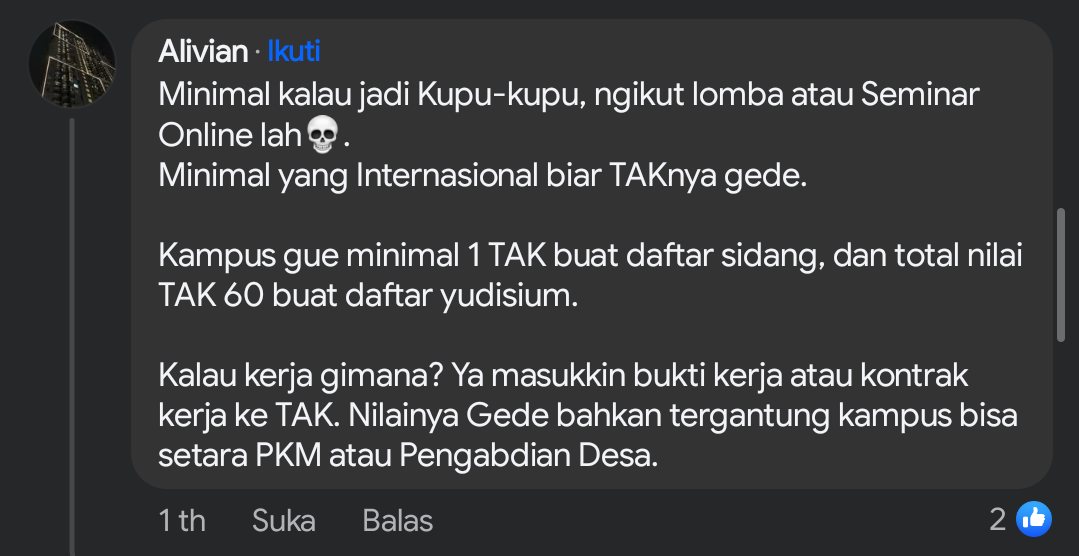 Alivian · Ikuti
Minimal kalau jadi Kupu-kupu, ngikut lomba atau Seminar
Online lah💀.
Minimal yang Internasional biar TAKnya gede.
Kampus gue minimal 1 TAK buat daftar sidang, dan total nilai
TAK 60 buat daftar yudisium.
Kalau kerja gimana? Ya masukkin bukti kerja atau kontrak
kerja ke TAK. Nilainya Gede bahkan tergantung kampus bisa
setara PKM atau Pengabdian Desa.
1 th Suka Balas 2